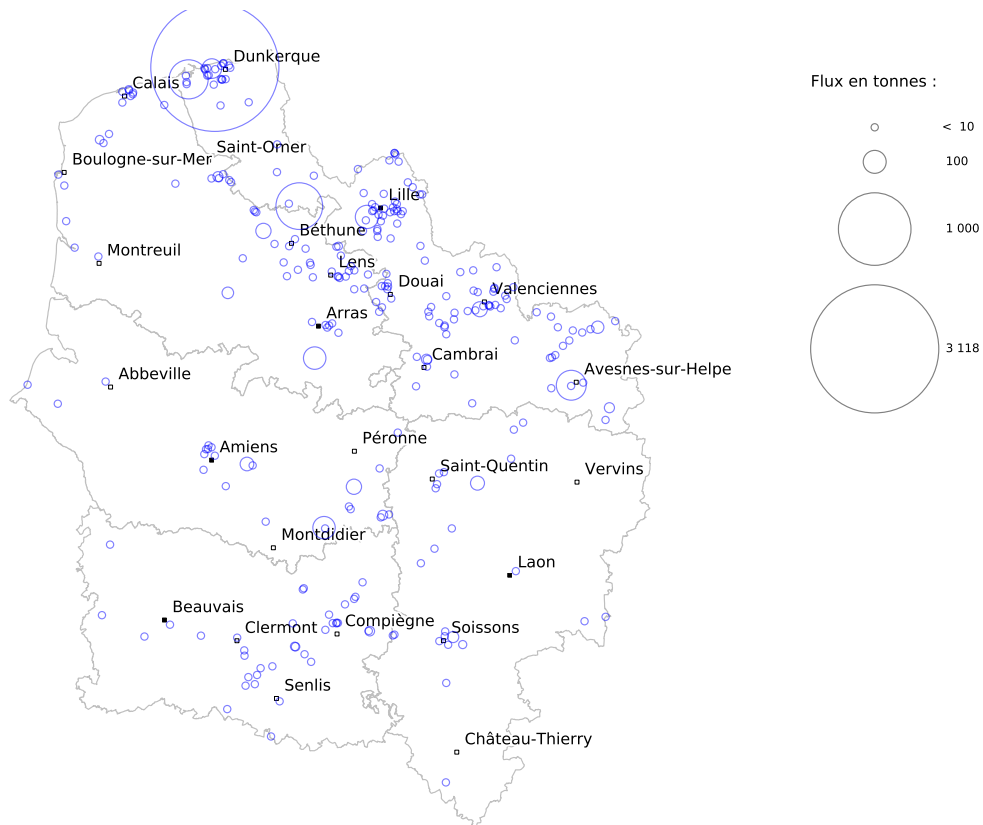 Dunkerque
Flux en tonnes :
Calais
< 10
Saint-Omer
100
Boulogne-sur-Mer
Lille
Béthune
1 000
Montreuil
Lens
Douai
Valenciennes
Arras
3 118
Cambrai
Avesnes-sur-Helpe
Abbeville
Péronne
Amiens
Saint-Quentin
Vervins
Montdidier
Laon
Beauvais
Compiègne
Clermont
Soissons
Senlis
Château-Thierry